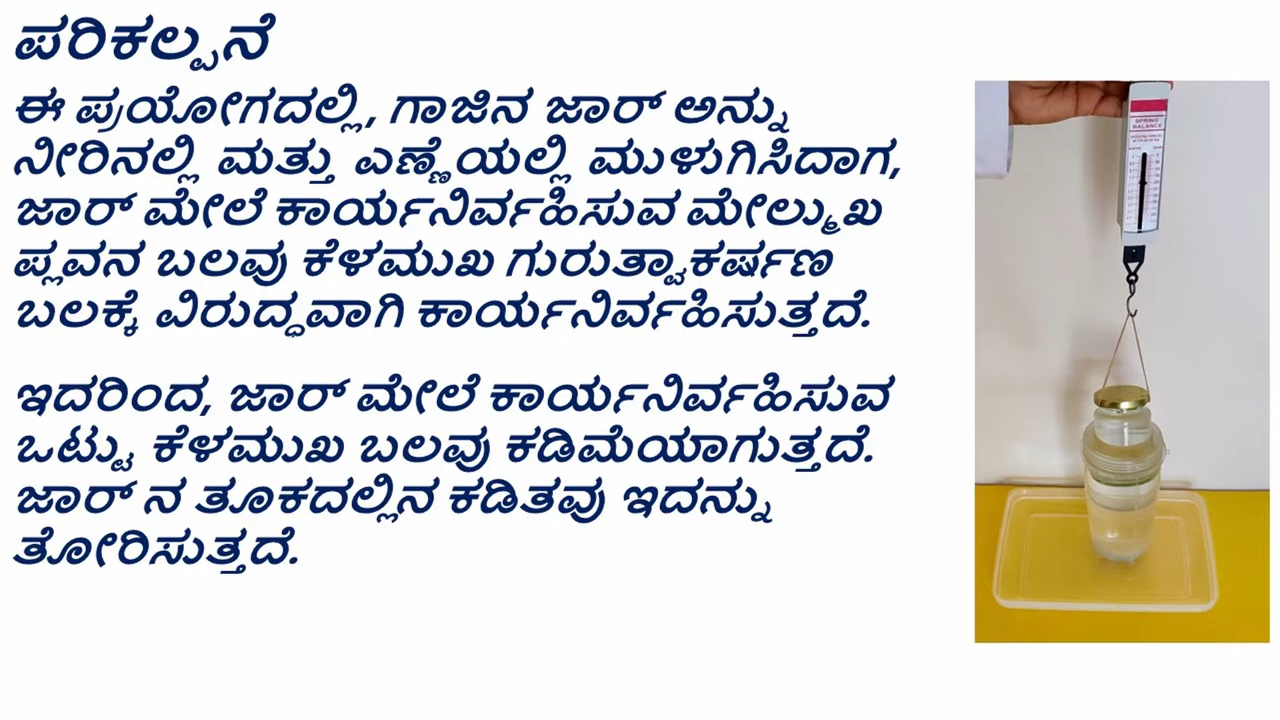 ಪರಿಕಲ್ಪನೆ
ಈ ಪ್ರಯೋಗದಲ್ಲಿ, ಗಾಜಿನ ಜಾರ್ ಅನ್ನು
ನೀರಿನಲ್ಲಿ ಮತ್ತು ಎಣ್ಣೆಯಲ್ಲಿ ಮುಳುಗಿಸಿದಾಗ,
ಜಾರ್ ಮೇಲೆ ಕಾರ್ಯನಿರ್ವಹಿಸುವ ಮೇಲ್ಮುಖ
ಪ್ಲವನ ಬಲವು ಕೆಳಮುಖ ಗುರುತ್ವಾಕರ್ಷಣ
ಬಲಕ್ಕೆ ವಿರುದ್ಧವಾಗಿ ಕಾರ್ಯನಿರ್ವಹಿಸುತ್ತದೆ.
ಇದರಿಂದ, ಜಾರ್ ಮೇಲೆ ಕಾರ್ಯನಿರ್ವಹಿಸುವ
ಒಟ್ಟು ಕೆಳಮುಖ ಬಲವು ಕಡಿಮೆಯಾಗುತ್ತದೆ.
ಜಾರ್ ನ ತೂಕದಲ್ಲಿನ ಕಡಿತವು ಇದನ್ನು
ತೋರಿಸುತ್ತದೆ.
SPRING
BALANCE